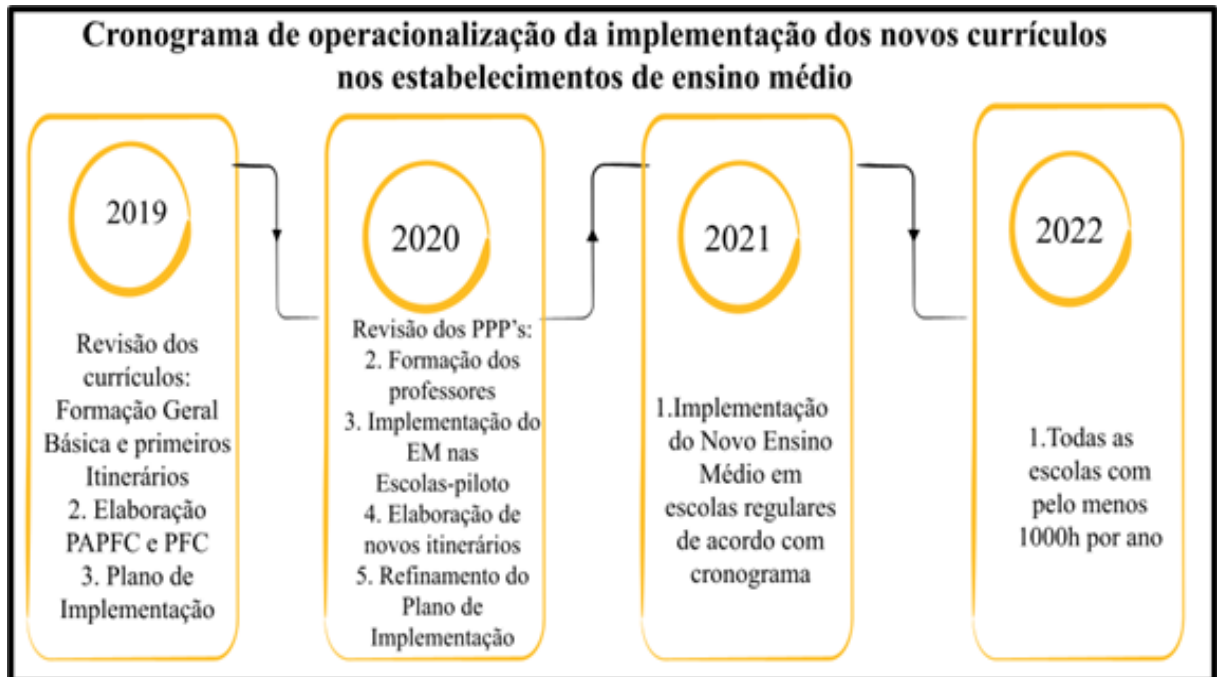 Cronograma de operacionalização da implementação dos novos currículos
nos estabelecimentos de ensino médio
2019
Revisão dos
currículos:
Formação Geral
Básica e primeiros
Itinerários
2. Elaboração
PAPFC e PFC
3. Plano de
Implementação
2020
Revisão dos PPP’s:
2. Formação dos
professores
3. Implementação do
EM nas
Escolas-piloto
4. Elaboração de
novos itinerários
5. Refinamento do
Plano de
Implementação
2021
1.Implementação
do Novo Ensino
Médio em
escolas regulares
de acordo com
cronograma
2022
1.Todas as
escolas com
pelo menos
1000h por ano